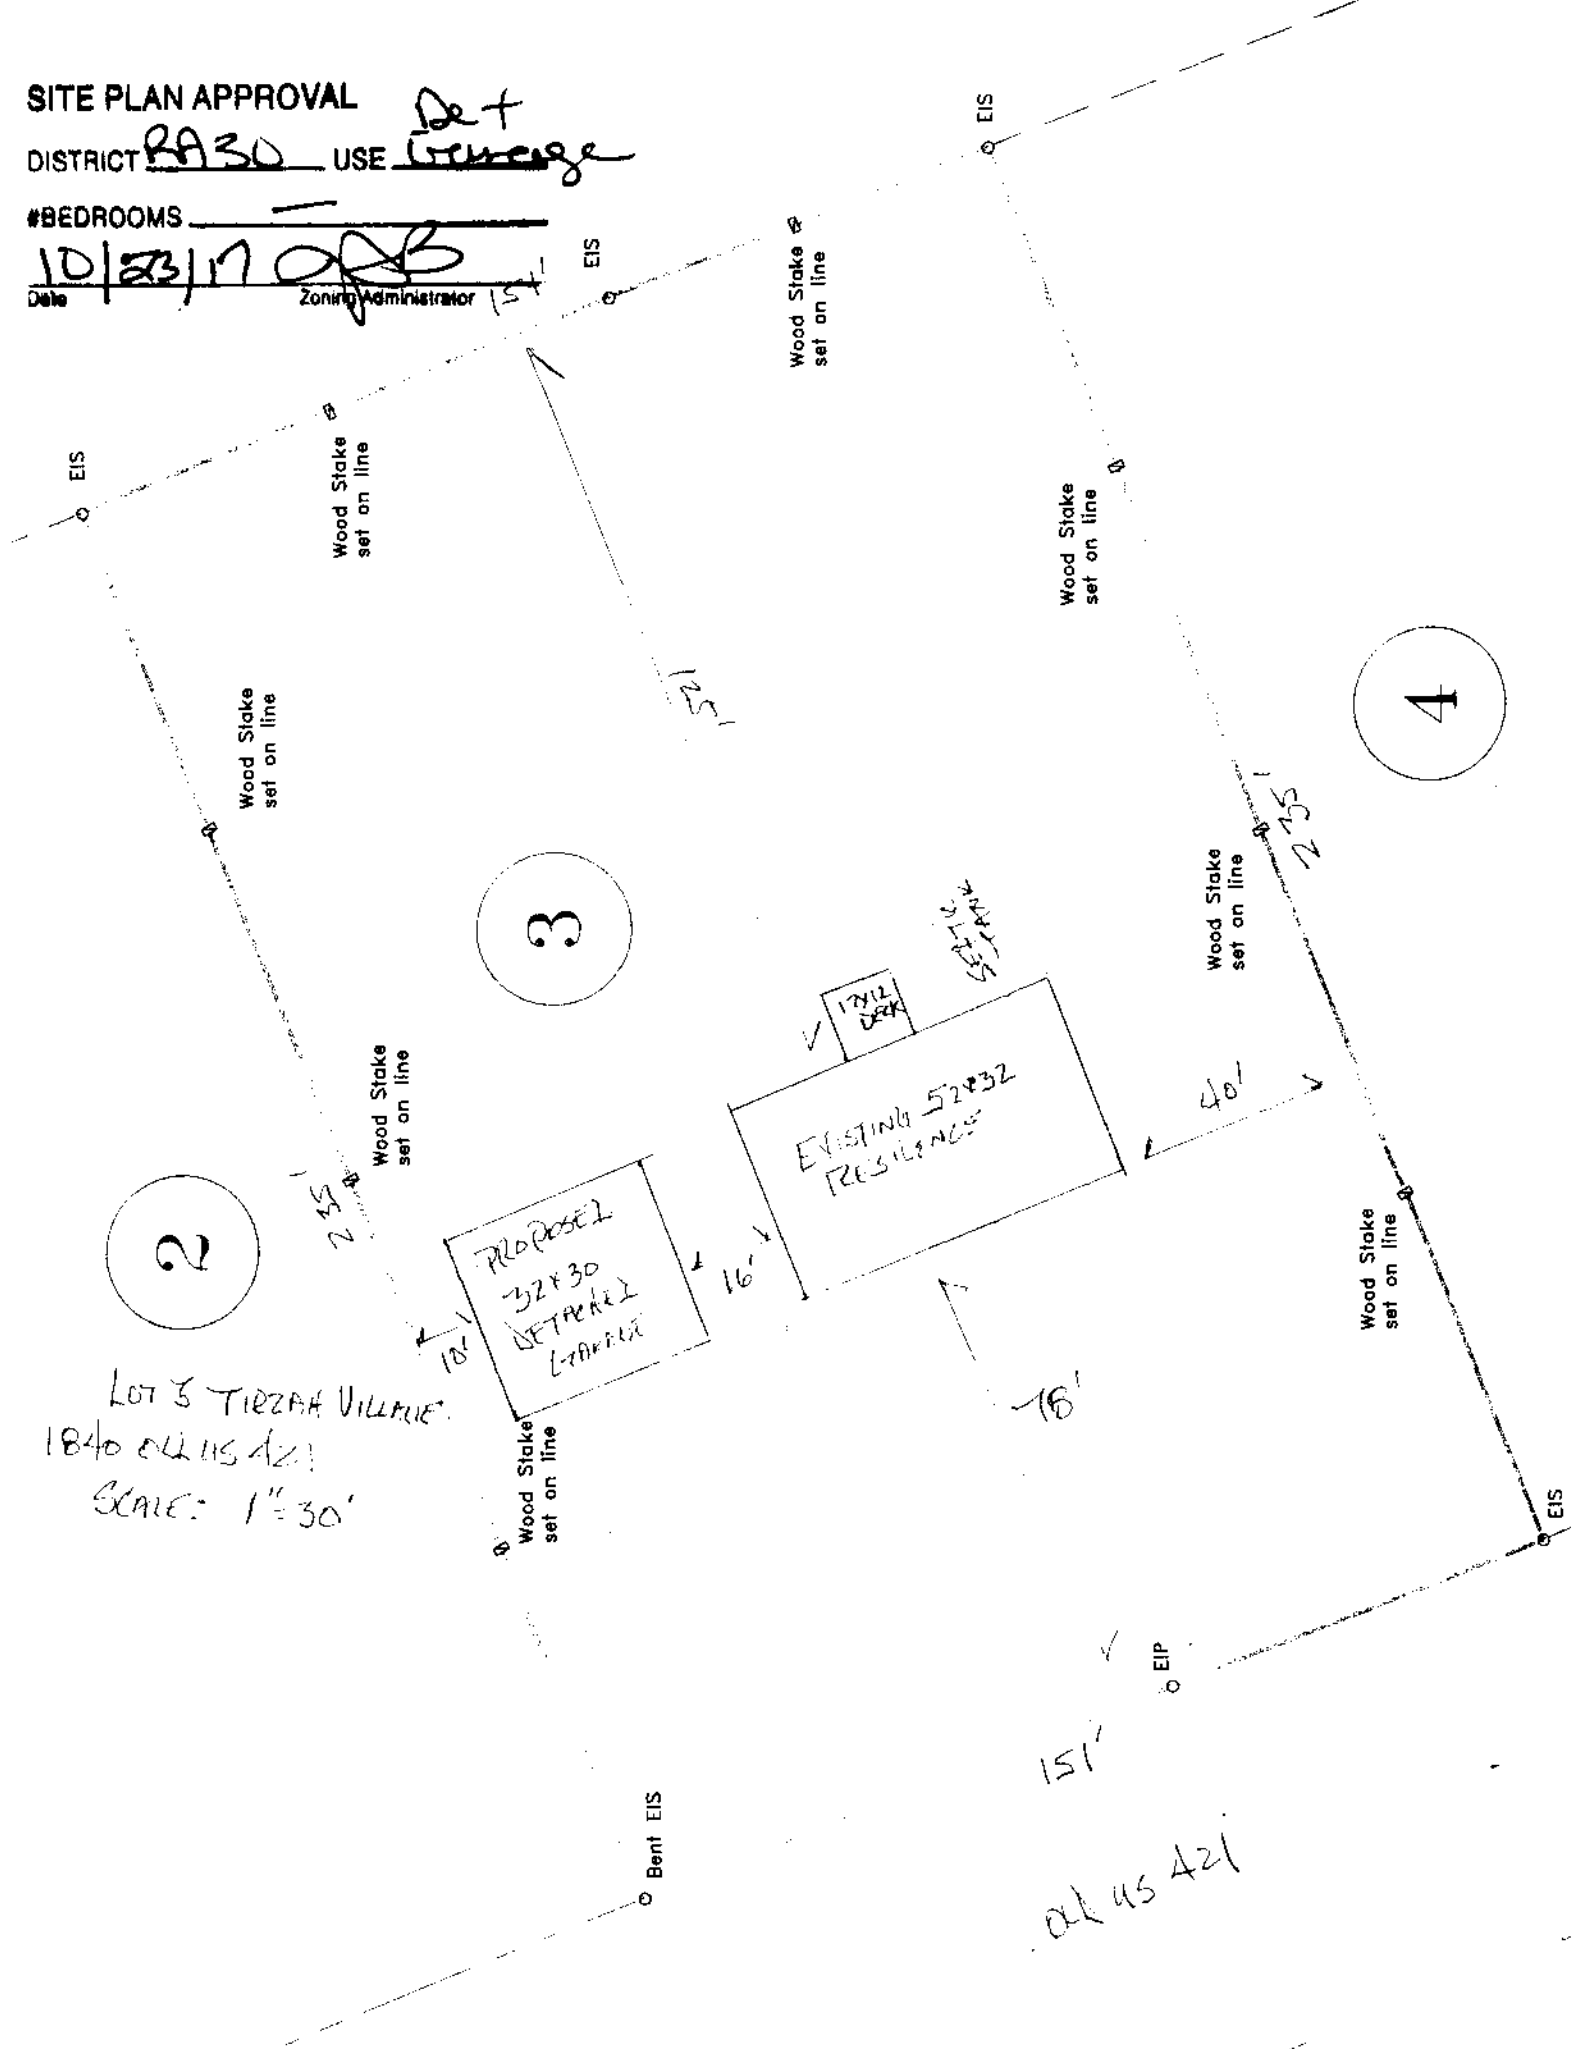 SITE PLAN APPROVAL
DISTRICT RA30 USE Det
Garage
#BEDROOMS —
10/23/17
Date Zoning Administrator
151'
EIS
EIS
EIS
Wood Stake
set on line
Wood Stake
set on line
Wood Stake
set on line
Wood Stake
set on line
125'
4
3
2
235'
235'
Wood Stake
set on line
Wood Stake
set on line
SEPTIC
TANK
12X12
DECK
EXISTING 52X32
RESIDENCE
40'
PROPOSED
32X30
DETACHED
GARAGE
10'
16'
78'
Wood Stake
set on line
Wood Stake
set on line
LOT 3 TIRZAH VILLAGE
1840 OLD US 421
SCALE: 1"=30'
EIS
EIP
151'
Bent EIS
Old US 421